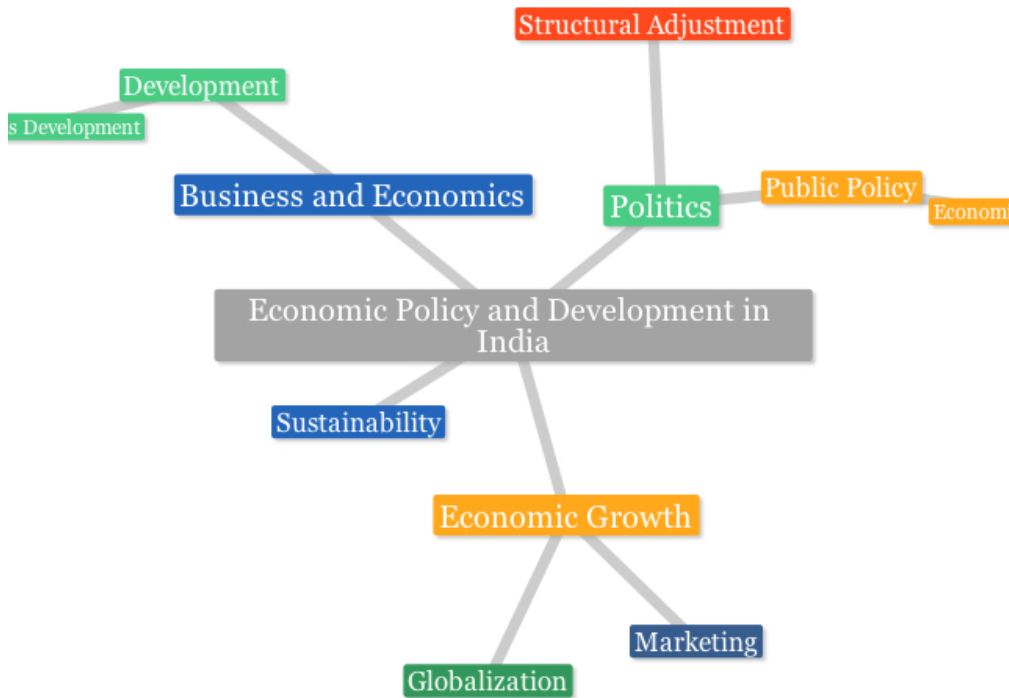 Structural Adjustment
Development
s Development
Business and Economics
Politics
Public Policy
Economi
Economic Policy and Development in
India
Sustainability
Economic Growth
Marketing
Globalization